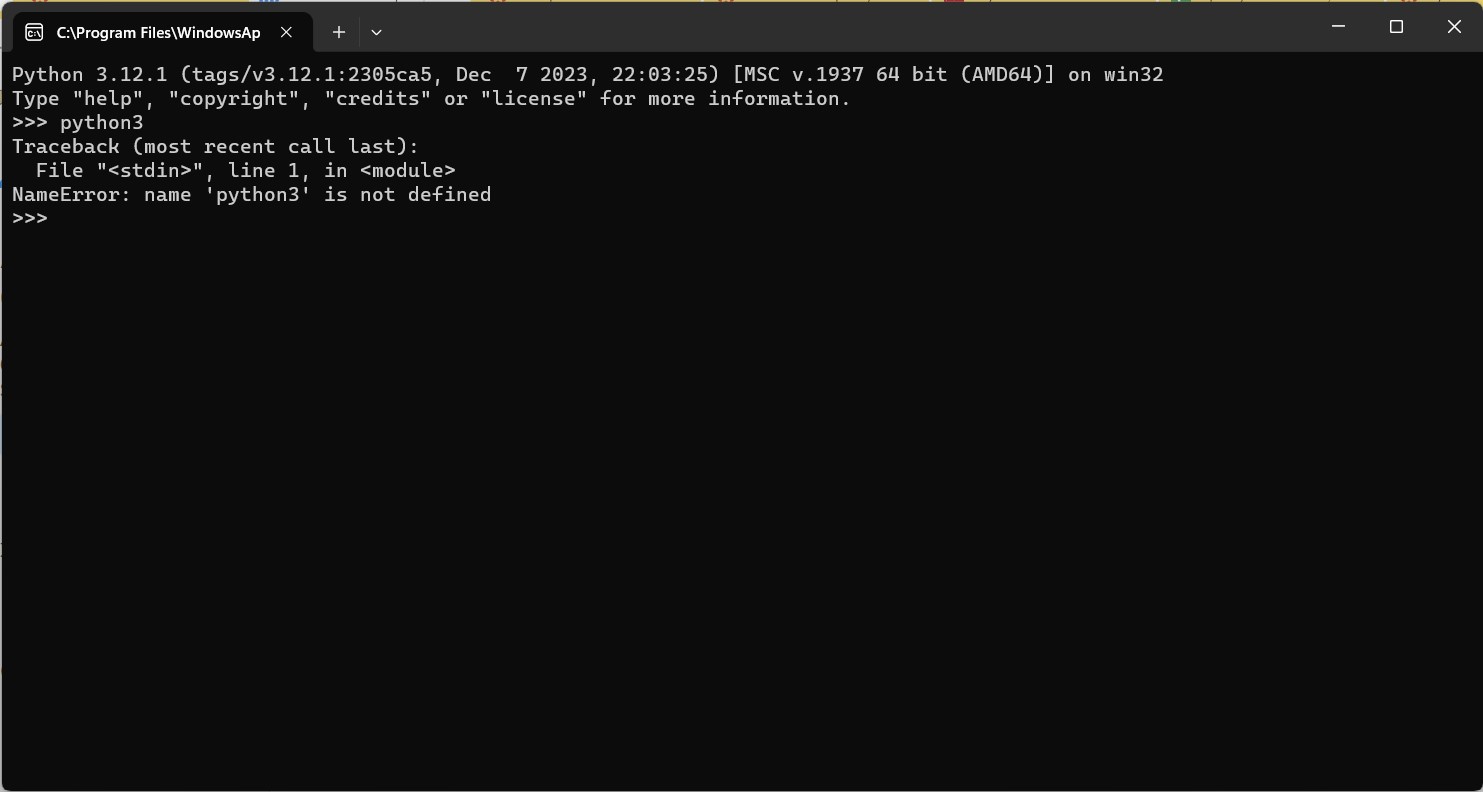 C:\Program Files\WindowsAp
Python 3.12.1 (tags/v3.12.1:2305ca5, Dec  7 2023, 22:03:25) [MSC v.1937 64 bit (AMD64)] on win32
Type "help", "copyright", "credits" or "license" for more information.
>>> python3
Traceback (most recent call last):
  File "<stdin>", line 1, in <module>
NameError: name 'python3' is not defined
>>>